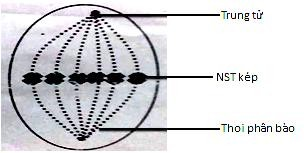 Trung tử
NST kép
Thoi phân bào